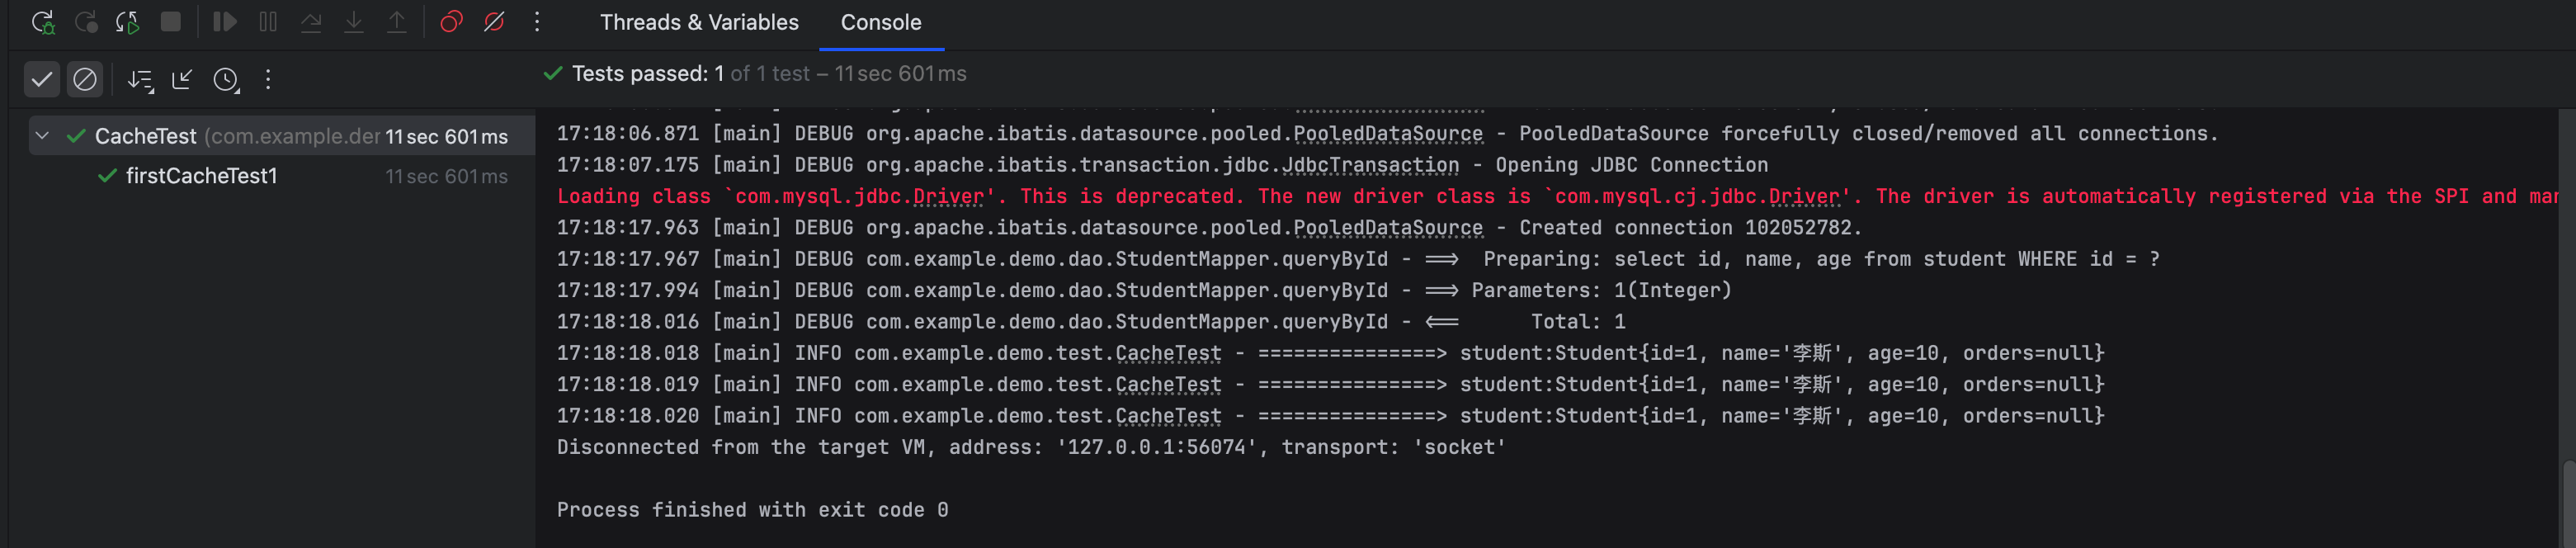 Threads & Variables Console
Tests passed: 1 of 1 test – 11 sec 601 ms
CacheTest (com.example.der 11 sec 601 ms
firstCacheTest1 11 sec 601 ms
17:18:06.871 [main] DEBUG org.apache.ibatis.datasource.pooled.PooledDataSource - PooledDataSource forcefully closed/removed all connections.
17:18:07.175 [main] DEBUG org.apache.ibatis.transaction.jdbc.JdbcTransaction - Opening JDBC Connection
Loading class `com.mysql.jdbc.Driver'. This is deprecated. The new driver class is `com.mysql.cj.jdbc.Driver'. The driver is automatically registered via the SPI and mar
17:18:17.963 [main] DEBUG org.apache.ibatis.datasource.pooled.PooledDataSource - Created connection 102052782.
17:18:17.967 [main] DEBUG com.example.demo.dao.StudentMapper.queryById - ==>  Preparing: select id, name, age from student WHERE id = ?
17:18:17.994 [main] DEBUG com.example.demo.dao.StudentMapper.queryById - ==> Parameters: 1(Integer)
17:18:18.016 [main] DEBUG com.example.demo.dao.StudentMapper.queryById - <==      Total: 1
17:18:18.018 [main] INFO com.example.demo.test.CacheTest - ===============> student:Student{id=1, name='李斯', age=10, orders=null}
17:18:18.019 [main] INFO com.example.demo.test.CacheTest - ===============> student:Student{id=1, name='李斯', age=10, orders=null}
17:18:18.020 [main] INFO com.example.demo.test.CacheTest - ===============> student:Student{id=1, name='李斯', age=10, orders=null}
Disconnected from the target VM, address: '127.0.0.1:56074', transport: 'socket'
Process finished with exit code 0